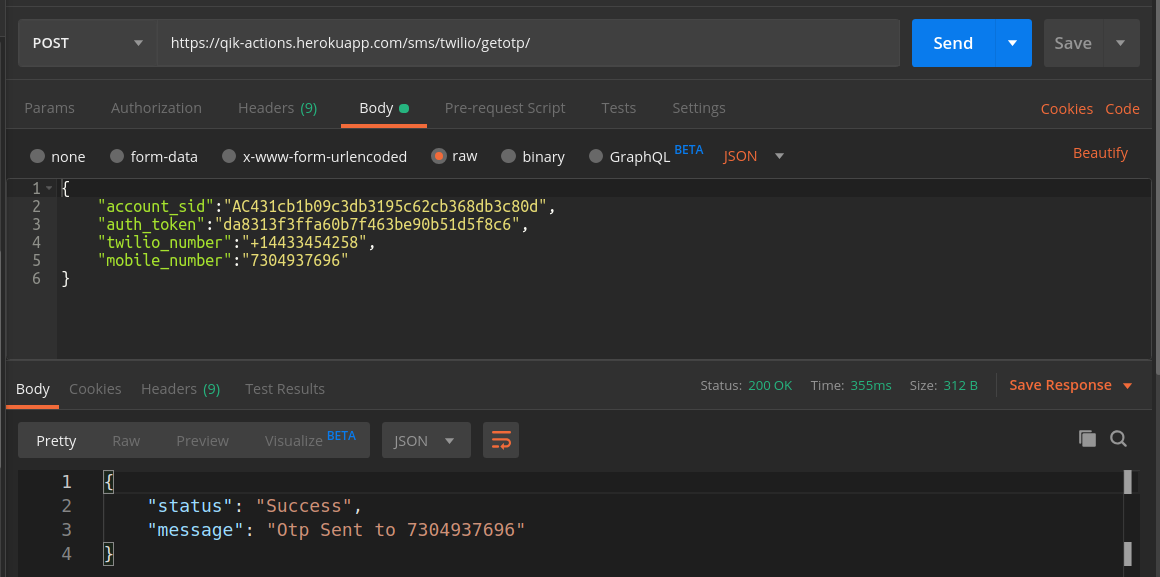 POST https://qik-actions.herokuapp.com/sms/twilio/getotp/ Send Save
Params Authorization Headers (9) Body Pre-request Script Tests Settings Cookies Code
none form-data x-www-form-urlencoded raw binary GraphQL BETA JSON Beautify
1 {
2 "account_sid":"AC431cb1b09c3db3195c62cb368db3c80d",
3 "auth_token":"da8313f3ffa60b7f463be90b51d5f8c6",
4 "twilio_number":"+14433454258",
5 "mobile_number":"7304937696"
6 }
Body Cookies Headers (9) Test Results Status: 200 OK Time: 355ms Size: 312 B Save Response
Pretty Raw Preview Visualize BETA JSON
1 {
2 "status": "Success",
3 "message": "Otp Sent to 7304937696"
4 }